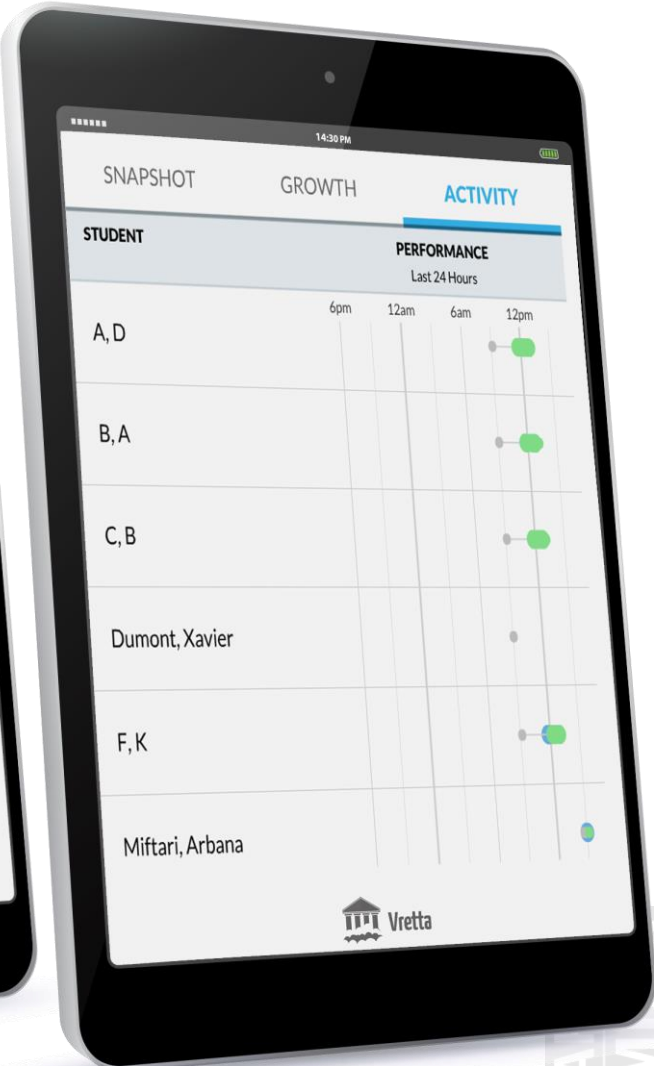 14:30 PM
SNAPSHOT GROWTH ACTIVITY
STUDENT PERFORMANCE
Last 24 Hours
6pm 12am 6am 12pm
A, D
B, A
C, B
Dumont, Xavier
F, K
Miftari, Arbana
Vretta